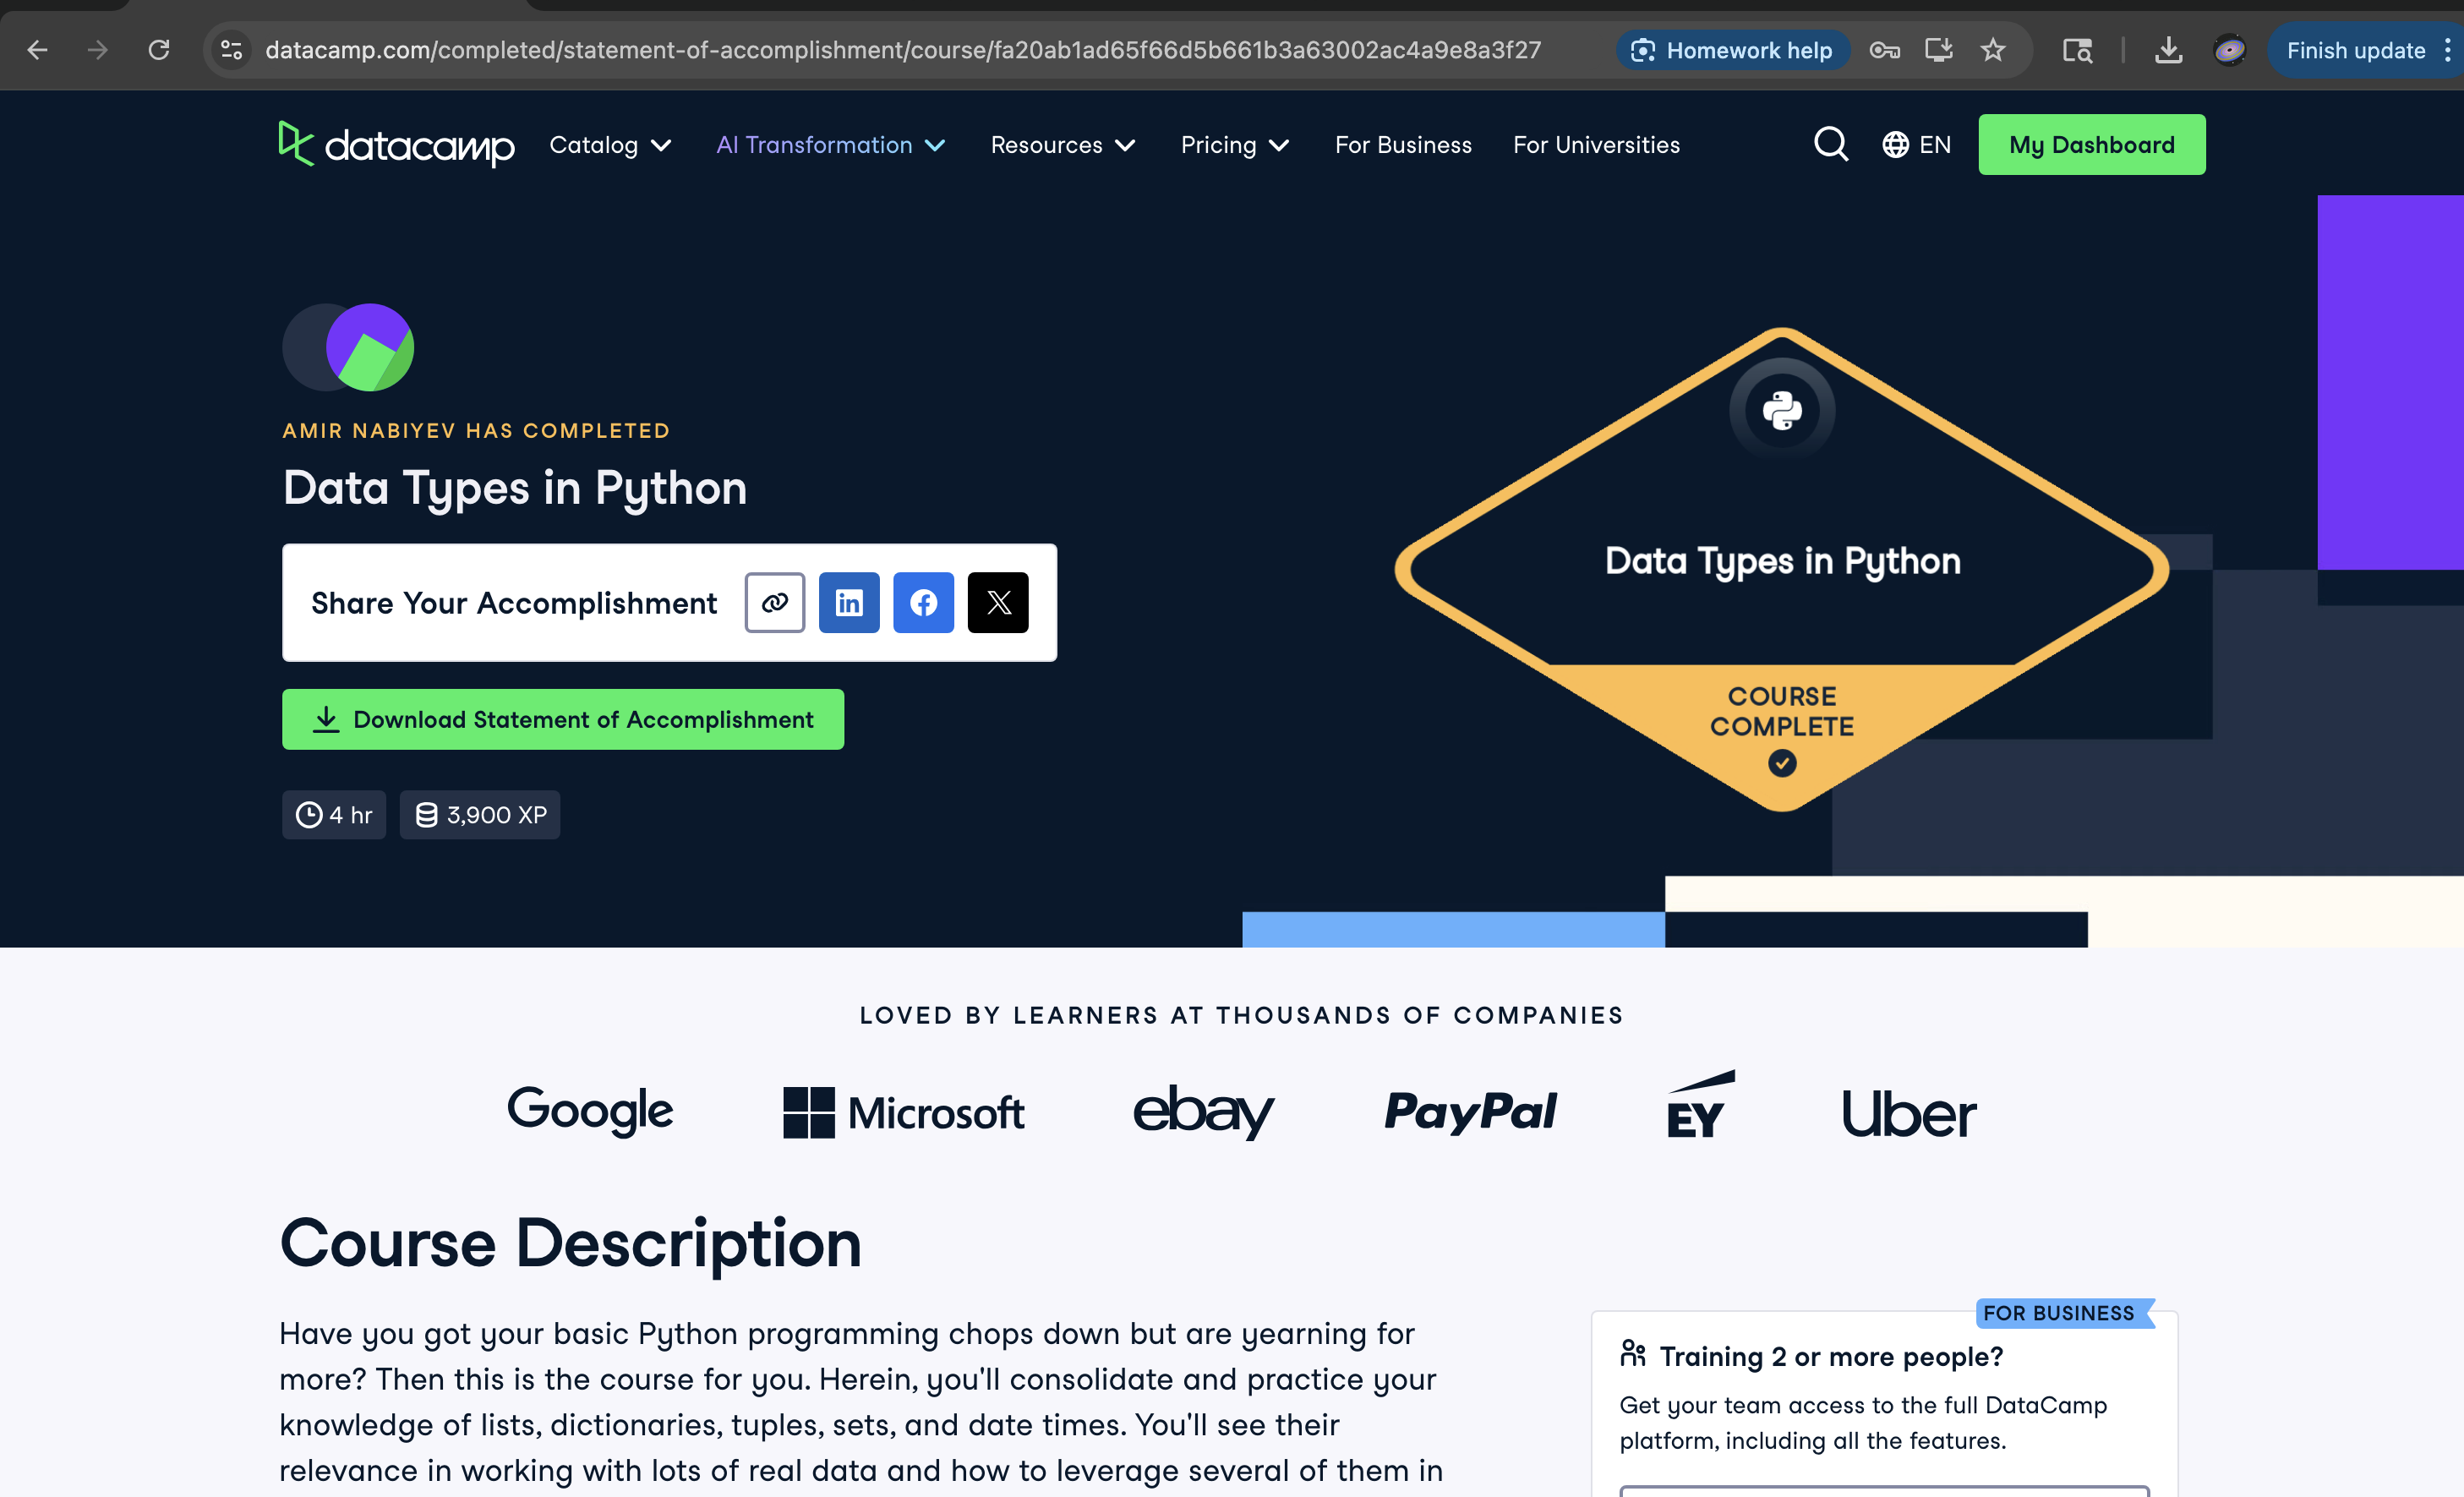 datacamp.com/completed/statement-of-accomplishment/course/fa20ab1ad65f66d5b661b3a63002ac4a9e8a3f27
Homework help
Finish update
datacamp
Catalog
AI Transformation
Resources
Pricing
For Business
For Universities
EN
My Dashboard
AMIR NABIYEV HAS COMPLETED
Data Types in Python
Share Your Accomplishment
Download Statement of Accomplishment
4 hr
3,900 XP
Data Types in Python
COURSE
COMPLETE
LOVED BY LEARNERS AT THOUSANDS OF COMPANIES
Google
Microsoft
ebay
PayPal
EY
Uber
Course Description
Have you got your basic Python programming chops down but are yearning for
more? Then this is the course for you. Herein, you'll consolidate and practice your
knowledge of lists, dictionaries, tuples, sets, and date times. You'll see their
relevance in working with lots of real data and how to leverage several of them in
FOR BUSINESS
Training 2 or more people?
Get your team access to the full DataCamp
platform, including all the features.